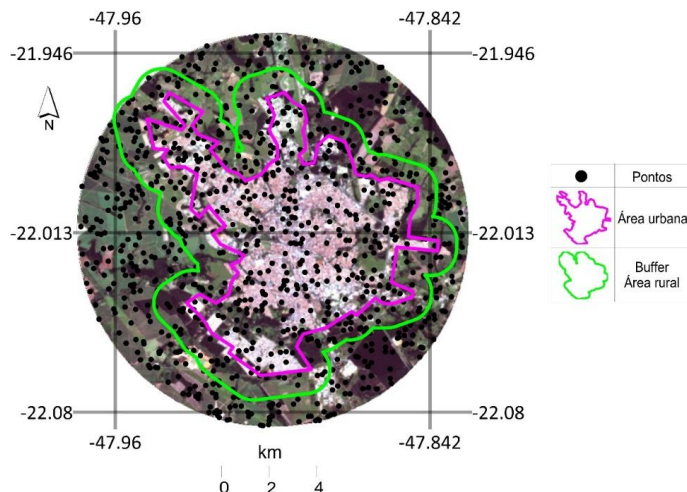 -47.96 -47.842
-21.946 -21.946
N
Pontos
Área urbana
-22.013 -22.013
Buffer
Área rural
-22.08 -22.08
-47.96 -47.842
km
0 2 4